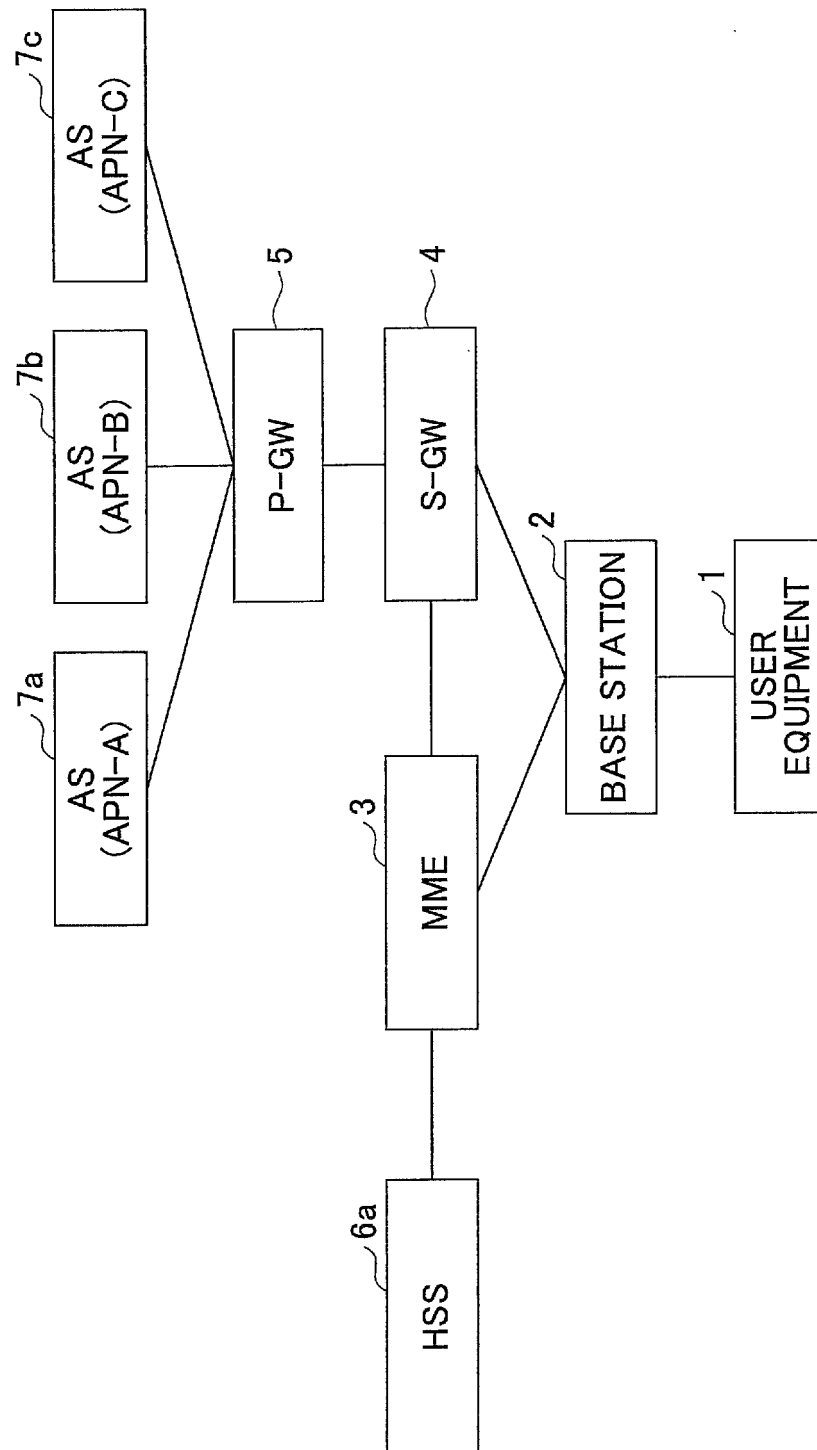 7a
AS
(APN-A)
7b
AS
(APN-B)
7c
AS
(APN-C)
5
P-GW
6a
HSS
3
MME
4
S-GW
2
BASE STATION
1
USER
EQUIPMENT